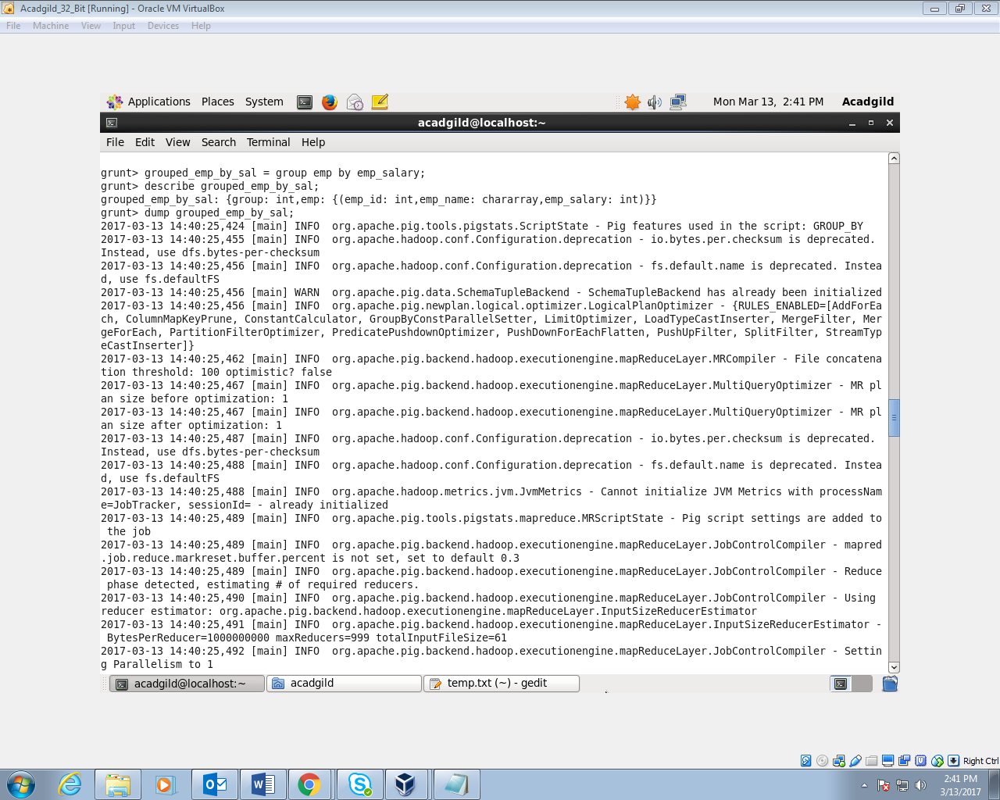 Acadgild_32_Bit [Running] - Oracle VM VirtualBox
File Machine View Input Devices Help
Applications Places System Mon Mar 13, 2:41 PM Acadgild
acadgild@localhost:~
File Edit View Search Terminal Help
grunt> grouped_emp_by_sal = group emp by emp_salary;
grunt> describe grouped_emp_by_sal;
grouped_emp_by_sal: {group: int,emp: {(emp_id: int,emp_name: chararray,emp_salary: int)}}
grunt> dump grouped_emp_by_sal;
2017-03-13 14:40:25,424 [main] INFO  org.apache.pig.tools.pigstats.ScriptState - Pig features used in the script: GROUP_BY
2017-03-13 14:40:25,455 [main] INFO  org.apache.hadoop.conf.Configuration.deprecation - io.bytes.per.checksum is deprecated.
Instead, use dfs.bytes-per-checksum
2017-03-13 14:40:25,456 [main] INFO  org.apache.hadoop.conf.Configuration.deprecation - fs.default.name is deprecated. Instea
d, use fs.defaultFS
2017-03-13 14:40:25,456 [main] WARN  org.apache.pig.data.SchemaTupleBackend - SchemaTupleBackend has already been initialized
2017-03-13 14:40:25,456 [main] INFO  org.apache.pig.newplan.logical.optimizer.LogicalPlanOptimizer - {RULES_ENABLED=[AddForEa
ch, ColumnMapKeyPrune, ConstantCalculator, GroupByConstParallelSetter, LimitOptimizer, LoadTypeCastInserter, MergeFilter, Mer
geForEach, PartitionFilterOptimizer, PredicatePushdownOptimizer, PushDownForEachFlatten, PushUpFilter, SplitFilter, StreamTyp
eCastInserter]}
2017-03-13 14:40:25,462 [main] INFO  org.apache.pig.backend.hadoop.executionengine.mapReduceLayer.MRCompiler - File concatena
tion threshold: 100 optimistic? false
2017-03-13 14:40:25,467 [main] INFO  org.apache.pig.backend.hadoop.executionengine.mapReduceLayer.MultiQueryOptimizer - MR pl
an size before optimization: 1
2017-03-13 14:40:25,467 [main] INFO  org.apache.pig.backend.hadoop.executionengine.mapReduceLayer.MultiQueryOptimizer - MR pl
an size after optimization: 1
2017-03-13 14:40:25,487 [main] INFO  org.apache.hadoop.conf.Configuration.deprecation - io.bytes.per.checksum is deprecated.
Instead, use dfs.bytes-per-checksum
2017-03-13 14:40:25,488 [main] INFO  org.apache.hadoop.conf.Configuration.deprecation - fs.default.name is deprecated. Instea
d, use fs.defaultFS
2017-03-13 14:40:25,488 [main] INFO  org.apache.hadoop.metrics.jvm.JvmMetrics - Cannot initialize JVM Metrics with processNam
e=JobTracker, sessionId= - already initialized
2017-03-13 14:40:25,489 [main] INFO  org.apache.pig.tools.pigstats.mapreduce.MRScriptState - Pig script settings are added to
the job
2017-03-13 14:40:25,489 [main] INFO  org.apache.pig.backend.hadoop.executionengine.mapReduceLayer.JobControlCompiler - mapred
.job.reduce.markreset.buffer.percent is not set, set to default 0.3
2017-03-13 14:40:25,489 [main] INFO  org.apache.pig.backend.hadoop.executionengine.mapReduceLayer.JobControlCompiler - Reduce
phase detected, estimating # of required reducers.
2017-03-13 14:40:25,490 [main] INFO  org.apache.pig.backend.hadoop.executionengine.mapReduceLayer.JobControlCompiler - Using
reducer estimator: org.apache.pig.backend.hadoop.executionengine.mapReduceLayer.InputSizeReducerEstimator
2017-03-13 14:40:25,491 [main] INFO  org.apache.pig.backend.hadoop.executionengine.mapReduceLayer.InputSizeReducerEstimator -
BytesPerReducer=1000000000 maxReducers=999 totalInputFileSize=61
2017-03-13 14:40:25,492 [main] INFO  org.apache.pig.backend.hadoop.executionengine.mapReduceLayer.JobControlCompiler - Settin
g Parallelism to 1
acadgild@localhost:~ acadgild temp.txt (~) - gedit
Right Ctrl
2:41 PM
3/13/2017